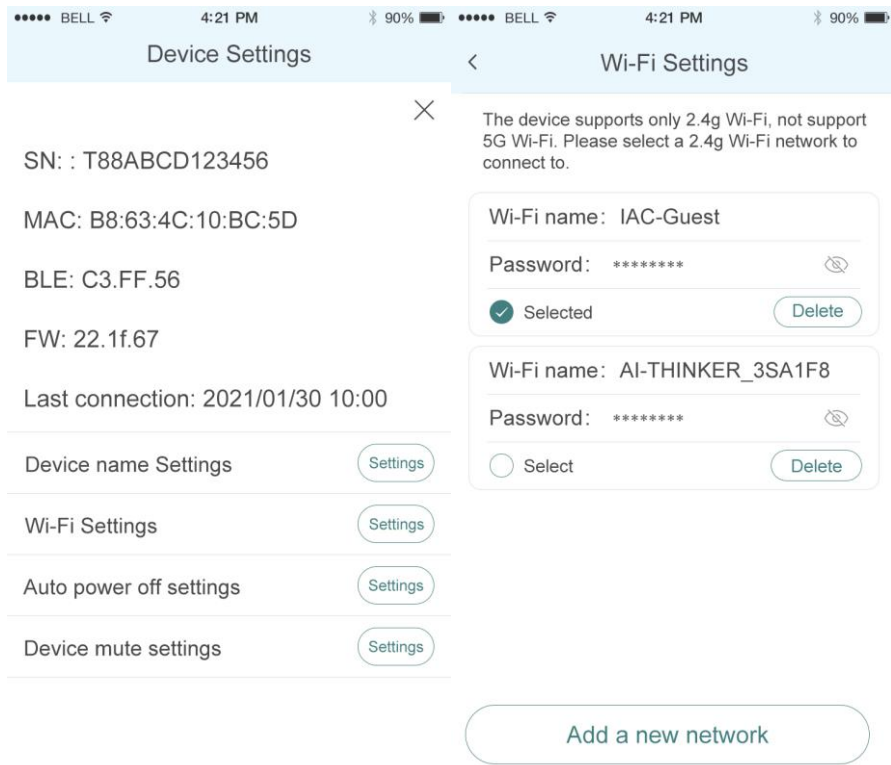 BELL 4:21 PM 90%
Device Settings
SN: : T88ABCD123456
MAC: B8:63:4C:10:BC:5D
BLE: C3.FF.56
FW: 22.1f.67
Last connection: 2021/01/30 10:00
Device name Settings Settings
Wi-Fi Settings Settings
Auto power off settings Settings
Device mute settings Settings
BELL 4:21 PM 90%
Wi-Fi Settings
The device supports only 2.4g Wi-Fi, not support
5G Wi-Fi. Please select a 2.4g Wi-Fi network to
connect to.
Wi-Fi name: IAC-Guest
Password: ********
Selected Delete
Wi-Fi name: AI-THINKER_3SA1F8
Password: ********
Select Delete
Add a new network